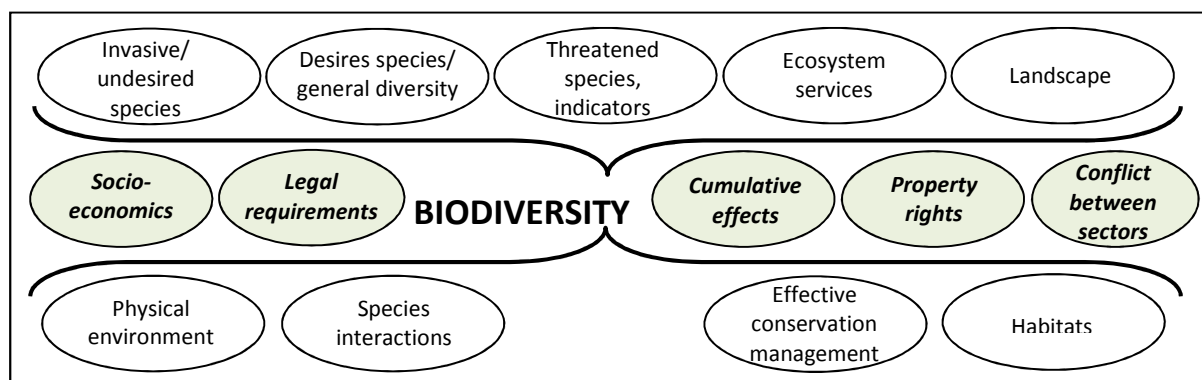 Invasive/
undesired
species
Desires species/
general diversity
Threatened
species,
indicators
Ecosystem
services
Landscape
Socio-
economics
Legal
requirements
BIODIVERSITY
Cumulative
effects
Property
rights
Conflict
between
sectors
Physical
environment
Species
interactions
Effective
conservation
management
Habitats